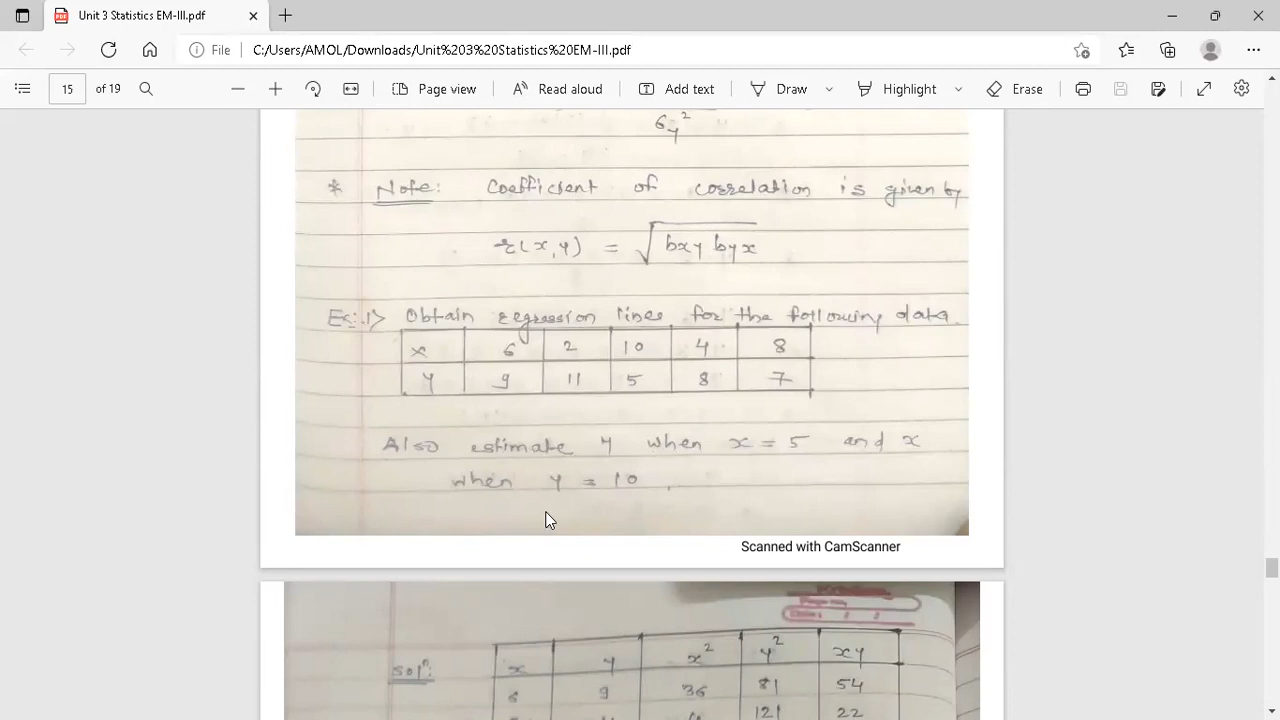 Unit 3 Statistics EM-III.pdf
File C:/Users/AMOL/Downloads/Unit%203%20Statistics%20EM-III.pdf
15 of 19 Page view Read aloud Add text Draw Highlight Erase
6y²
* Note: Coefficient of correlation is given by
r(x,y) = √bxy byx
Ex:.1> Obtain regression lines for the following data.
x 6 2 10 4 8
y 9 11 5 8 7
Also estimate y when x = 5 and x
when y = 10.
Scanned with CamScanner
solⁿ: x y x² y² xy
6 9 36 81 54
121 22